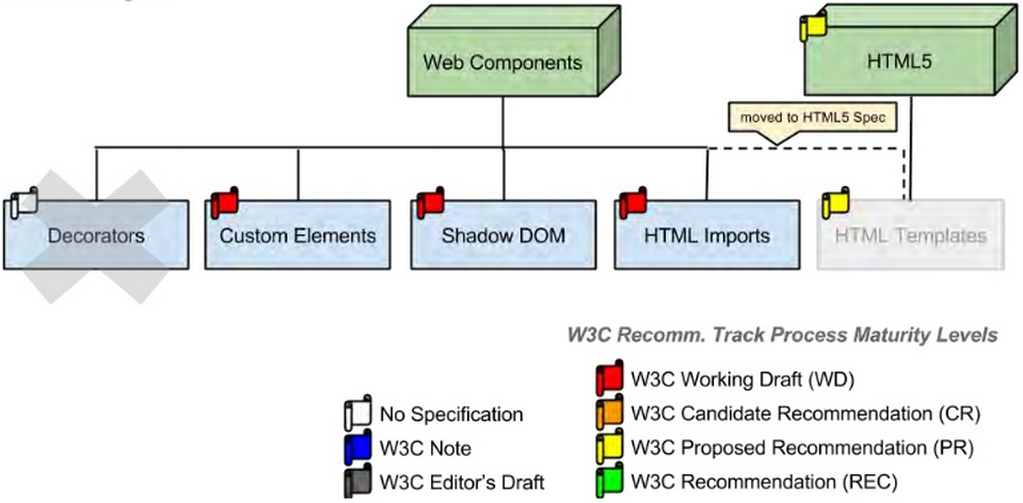 Web Components
HTML5
moved to HTML5 Spec
Decorators
Custom Elements
Shadow DOM
HTML Imports
HTML Templates
W3C Recomm. Track Process Maturity Levels
No Specification
W3C Note
W3C Editor's Draft
W3C Working Draft (WD)
W3C Candidate Recommendation (CR)
W3C Proposed Recommendation (PR)
W3C Recommendation (REC)